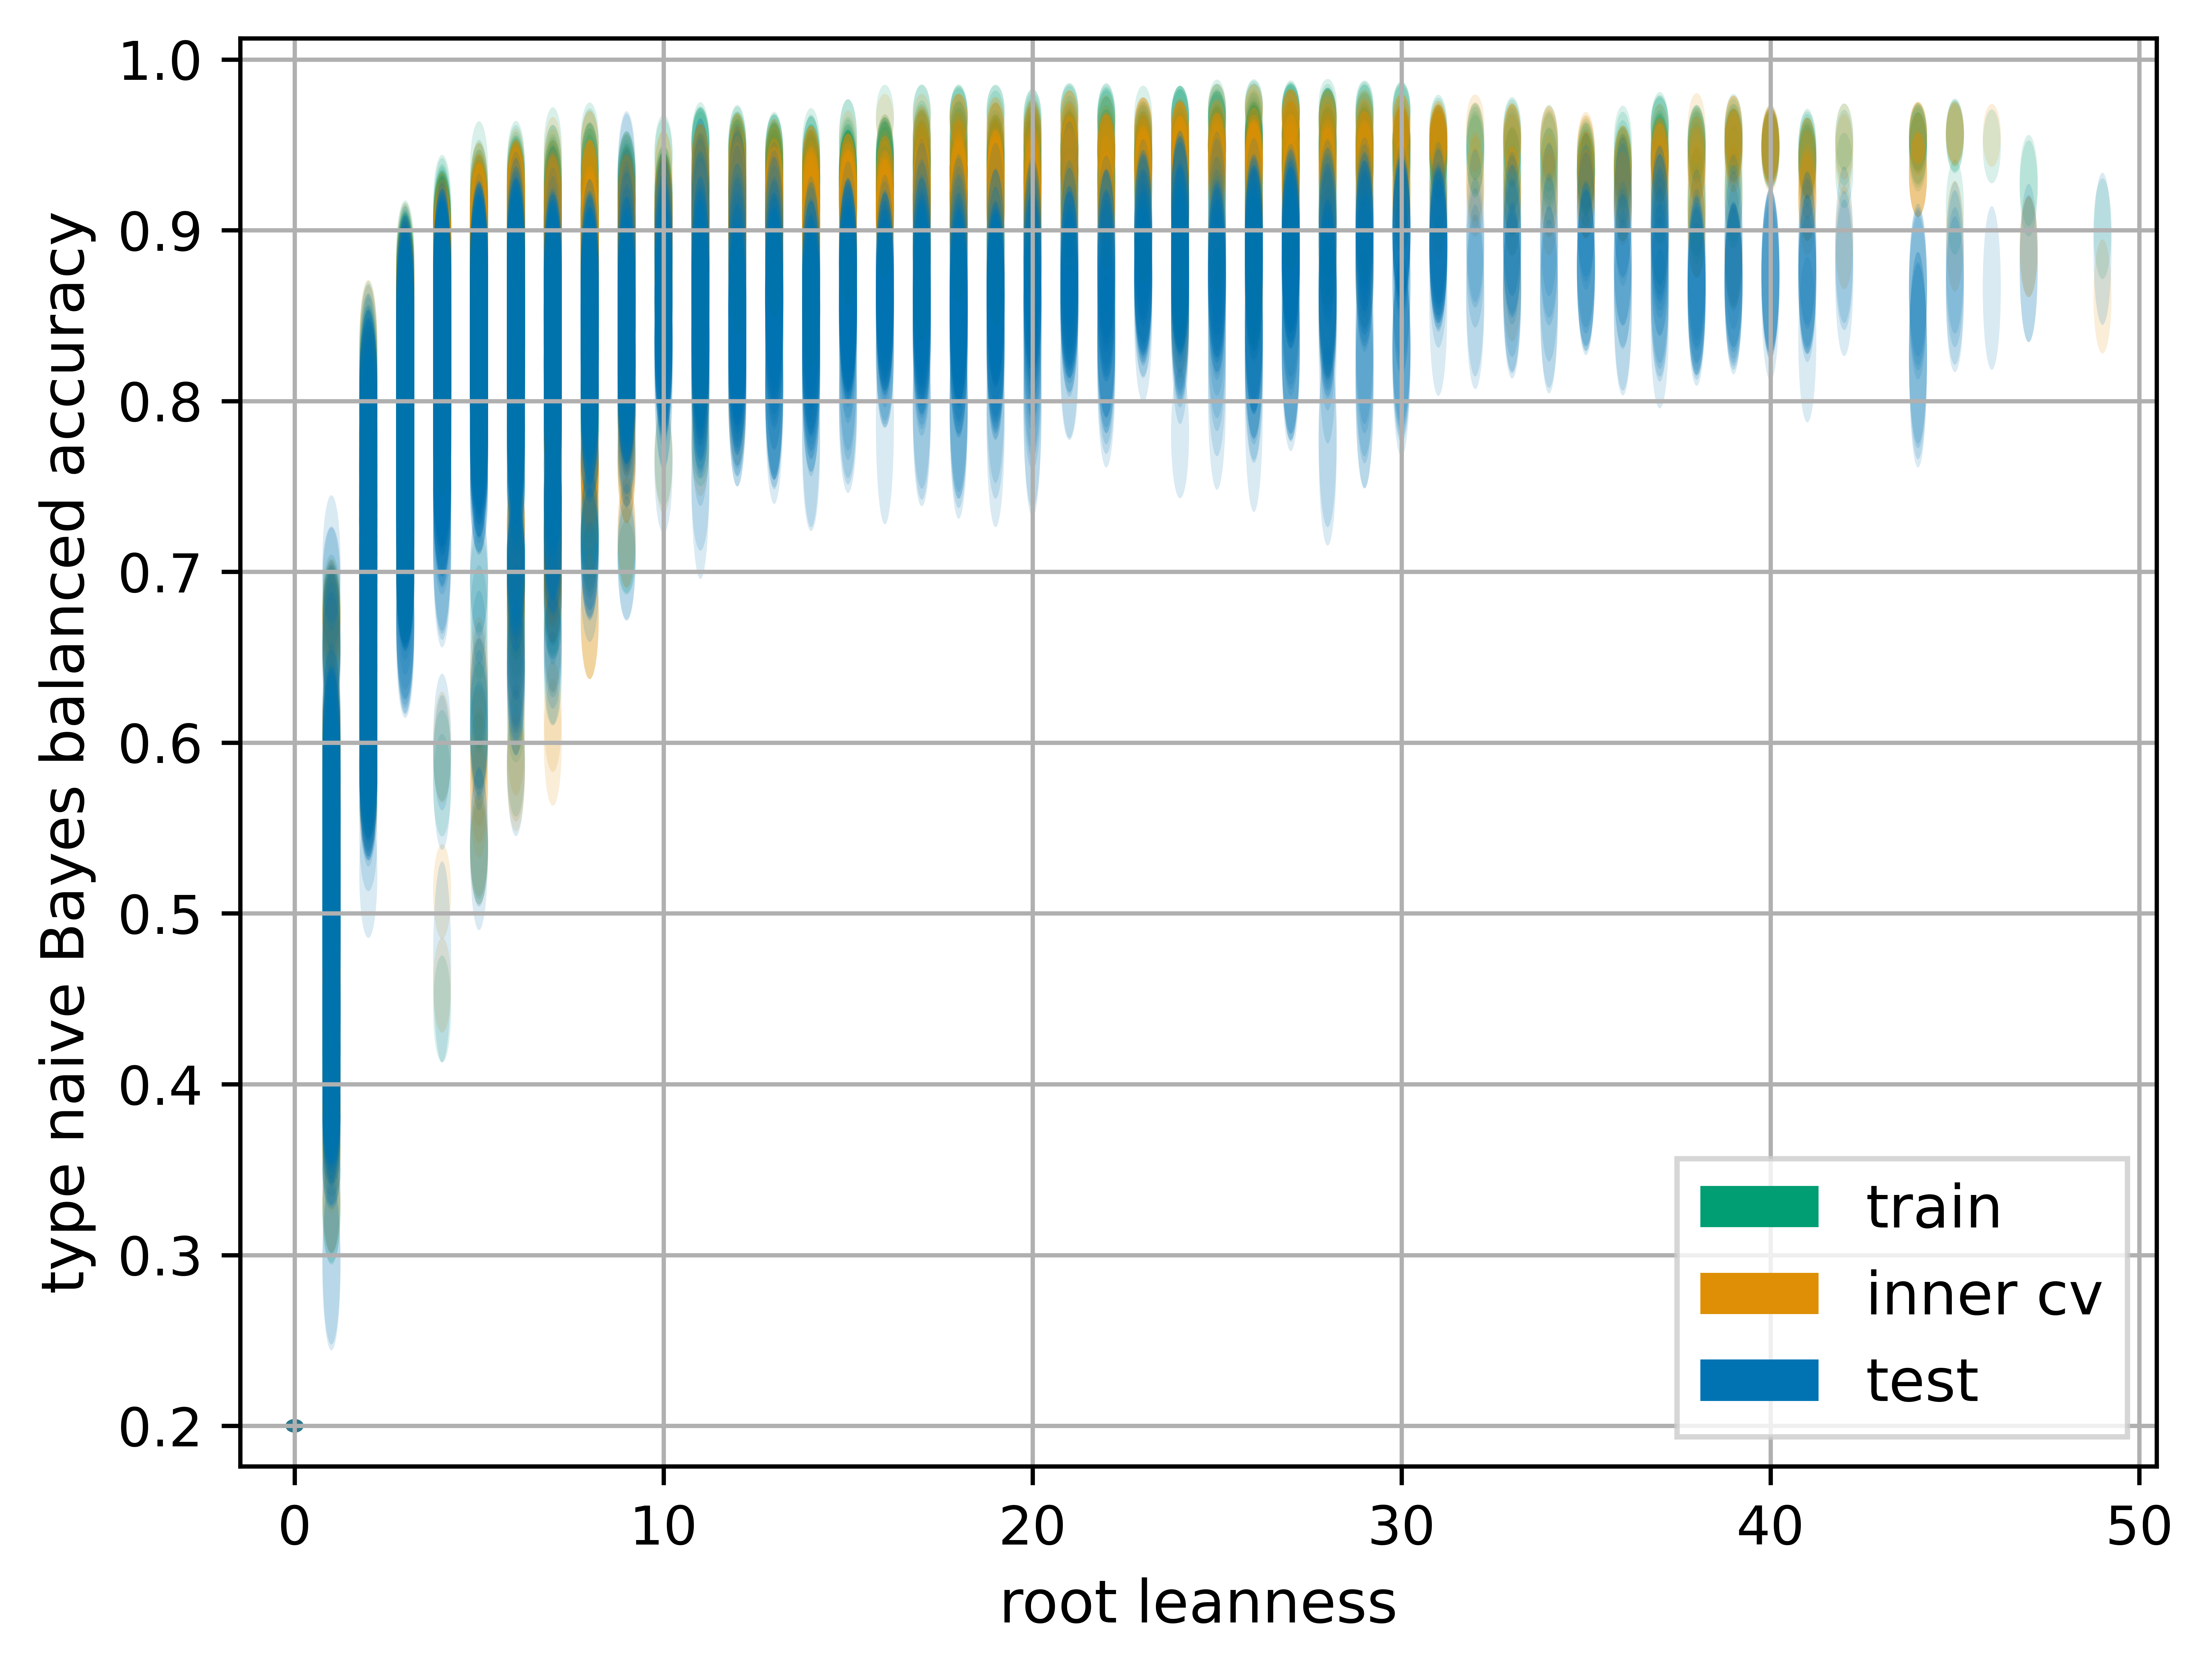 type naive Bayes balanced accuracy
1.0
0.9
0.8
0.7
0.6
0.5
0.4
0.3
0.2
0 10 20 30 40 50
root leanness
train
inner cv
test